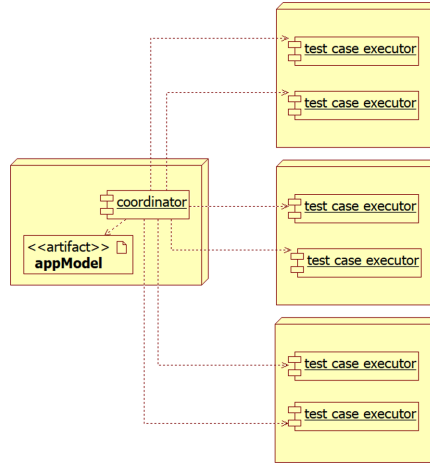 test case executor
test case executor
coordinator
<<artifact>>
appModel
test case executor
test case executor
test case executor
test case executor